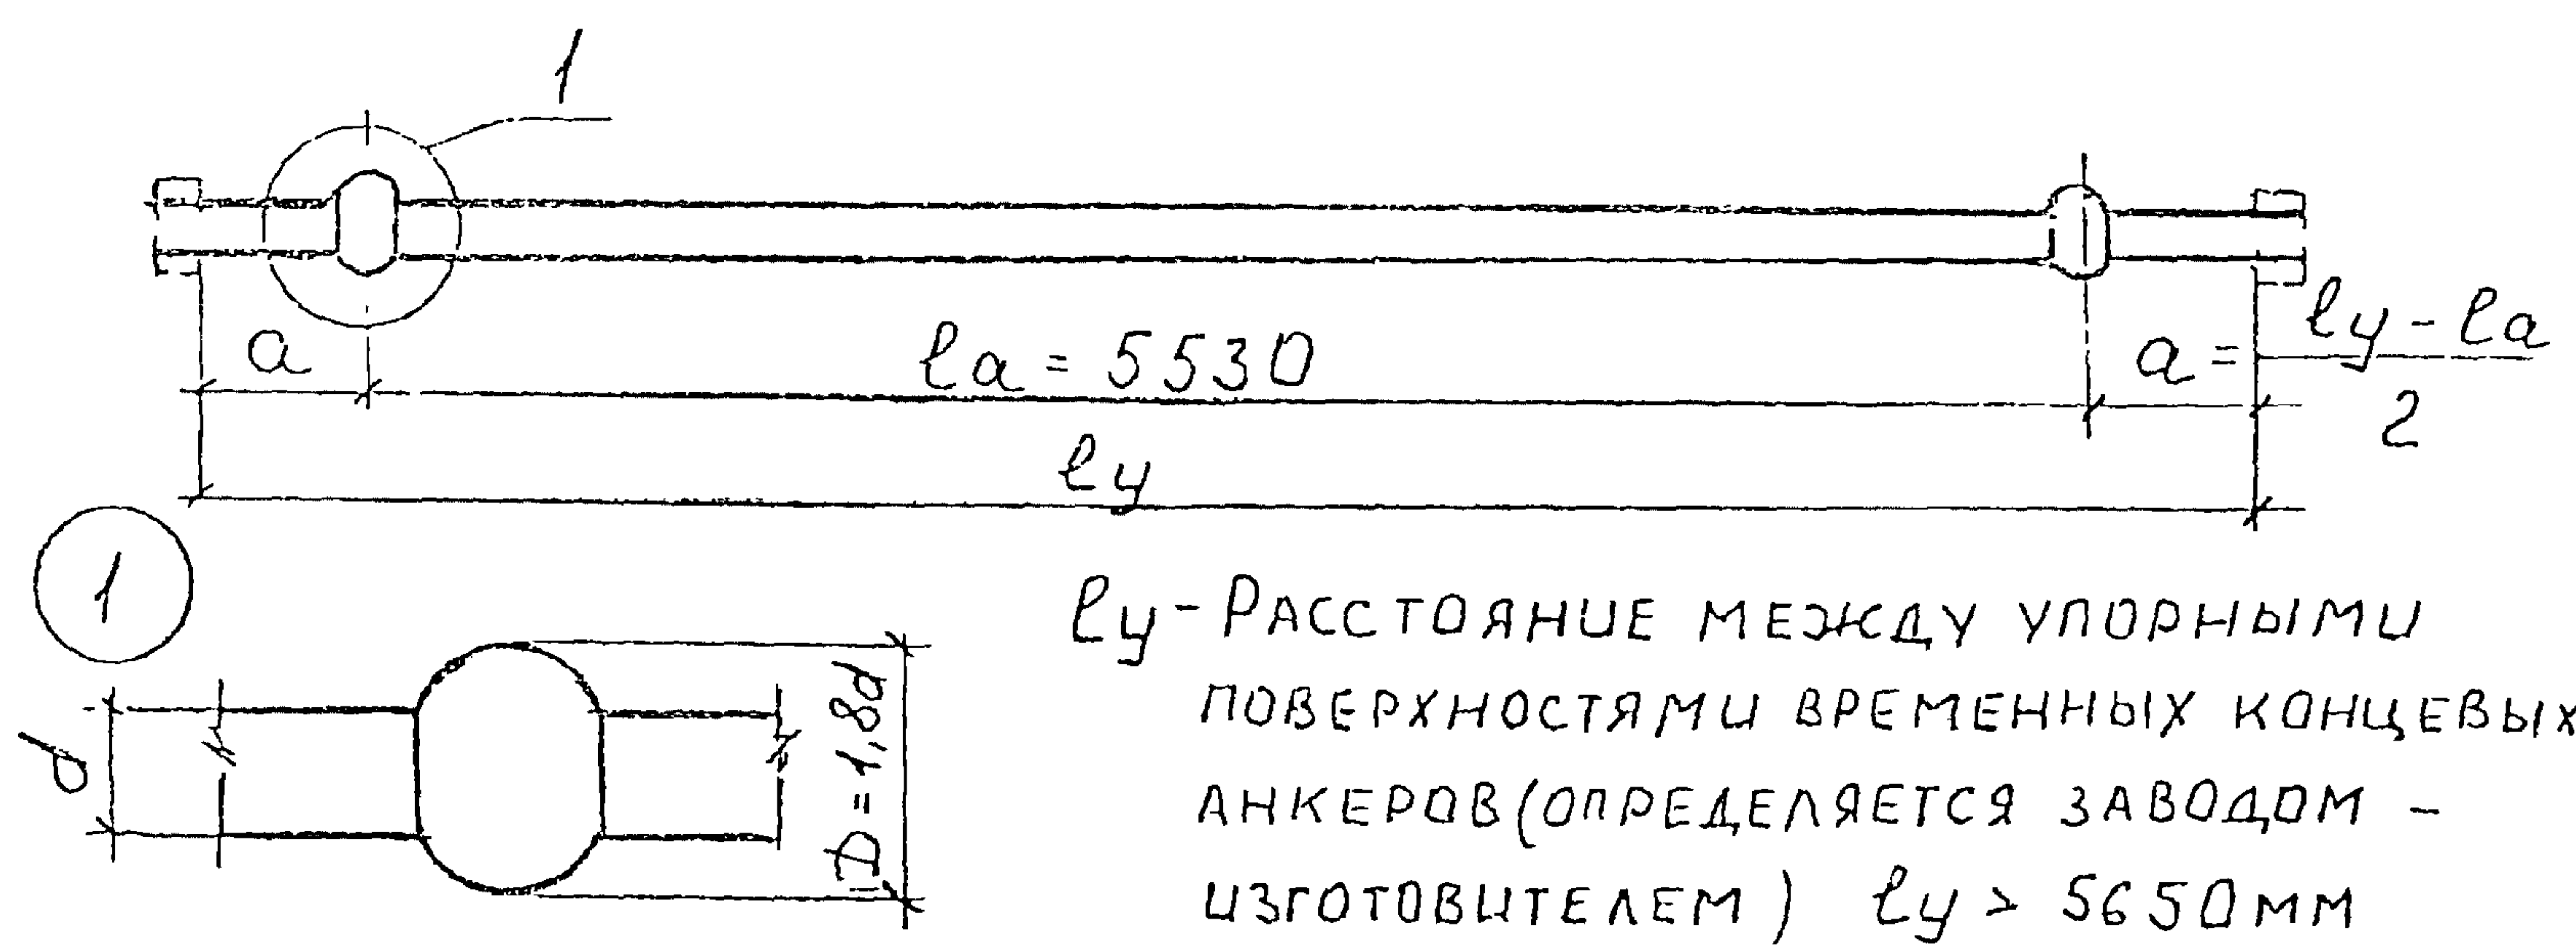 1
a
la = 5530
a = ly - la
2
ly
1
d
D = 1,8d
ly - РАССТОЯНИЕ МЕЖДУ УПОРНЫМИ
ПОВЕРХНОСТЯМИ ВРЕМЕННЫХ КОНЦЕВЫХ
АНКЕРОВ (ОПРЕДЕЛЯЕТСЯ ЗАВОДОМ -
ИЗГОТОВИТЕЛЕМ) ly > 5650мм